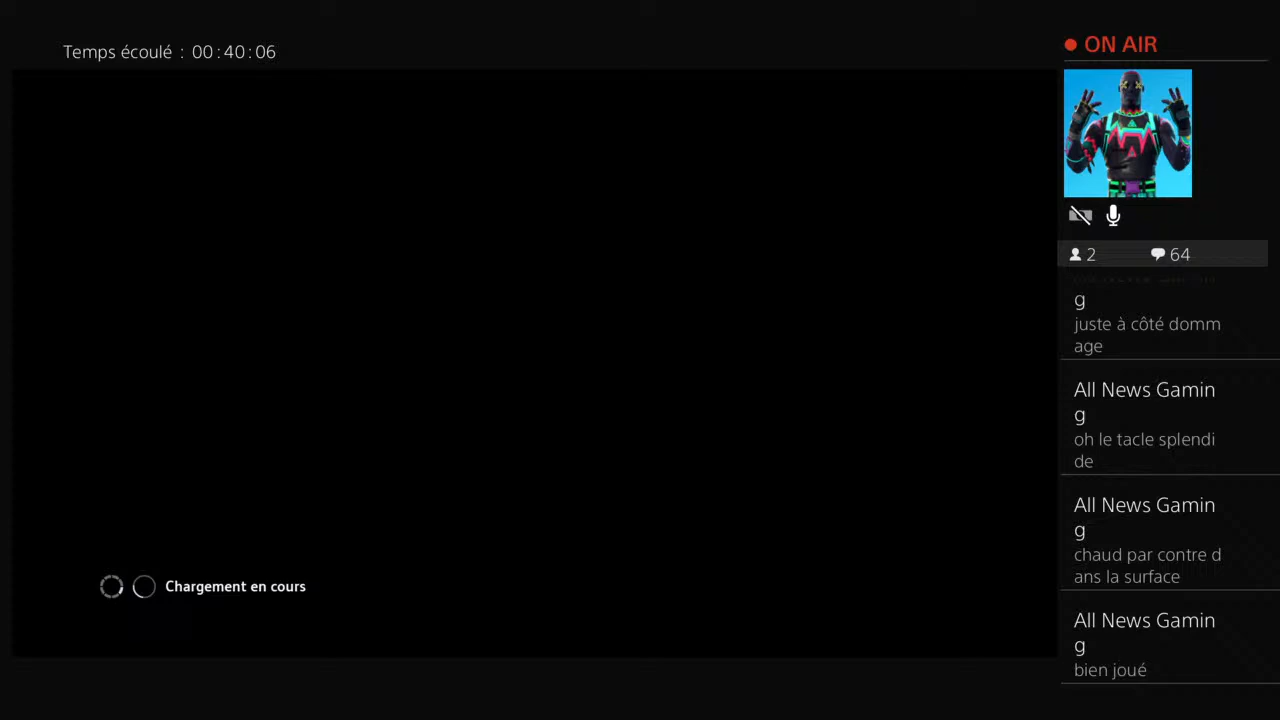 Temps écoulé : 00:40:06
ON AIR
2
64
g
juste à côté domm
age
All News Gamin
g
oh le tacle splendi
de
All News Gamin
g
chaud par contre d
ans la surface
All News Gamin
g
bien joué
Chargement en cours